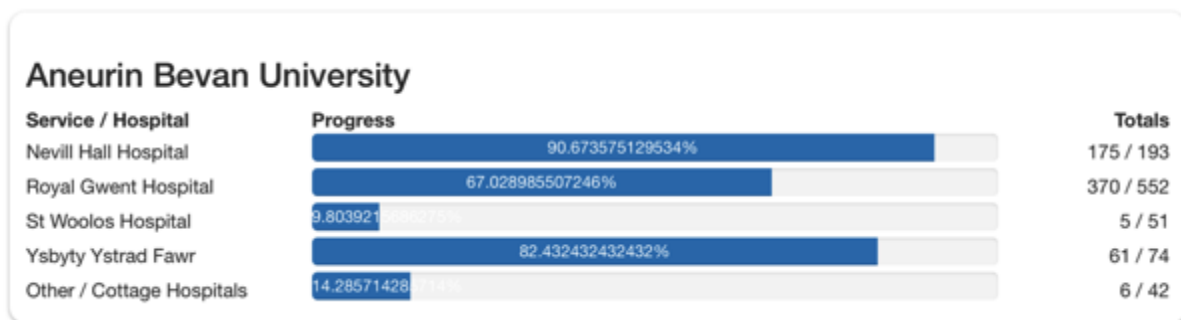 Aneurin Bevan University
Service / Hospital Progress Totals
Nevill Hall Hospital 90.673575129534% 175 / 193
Royal Gwent Hospital 67.028985507246% 370 / 552
St Woolos Hospital 9.8039215686275% 5 / 51
Ysbyty Ystrad Fawr 82.432432432432% 61 / 74
Other / Cottage Hospitals 14.285714285714% 6 / 42